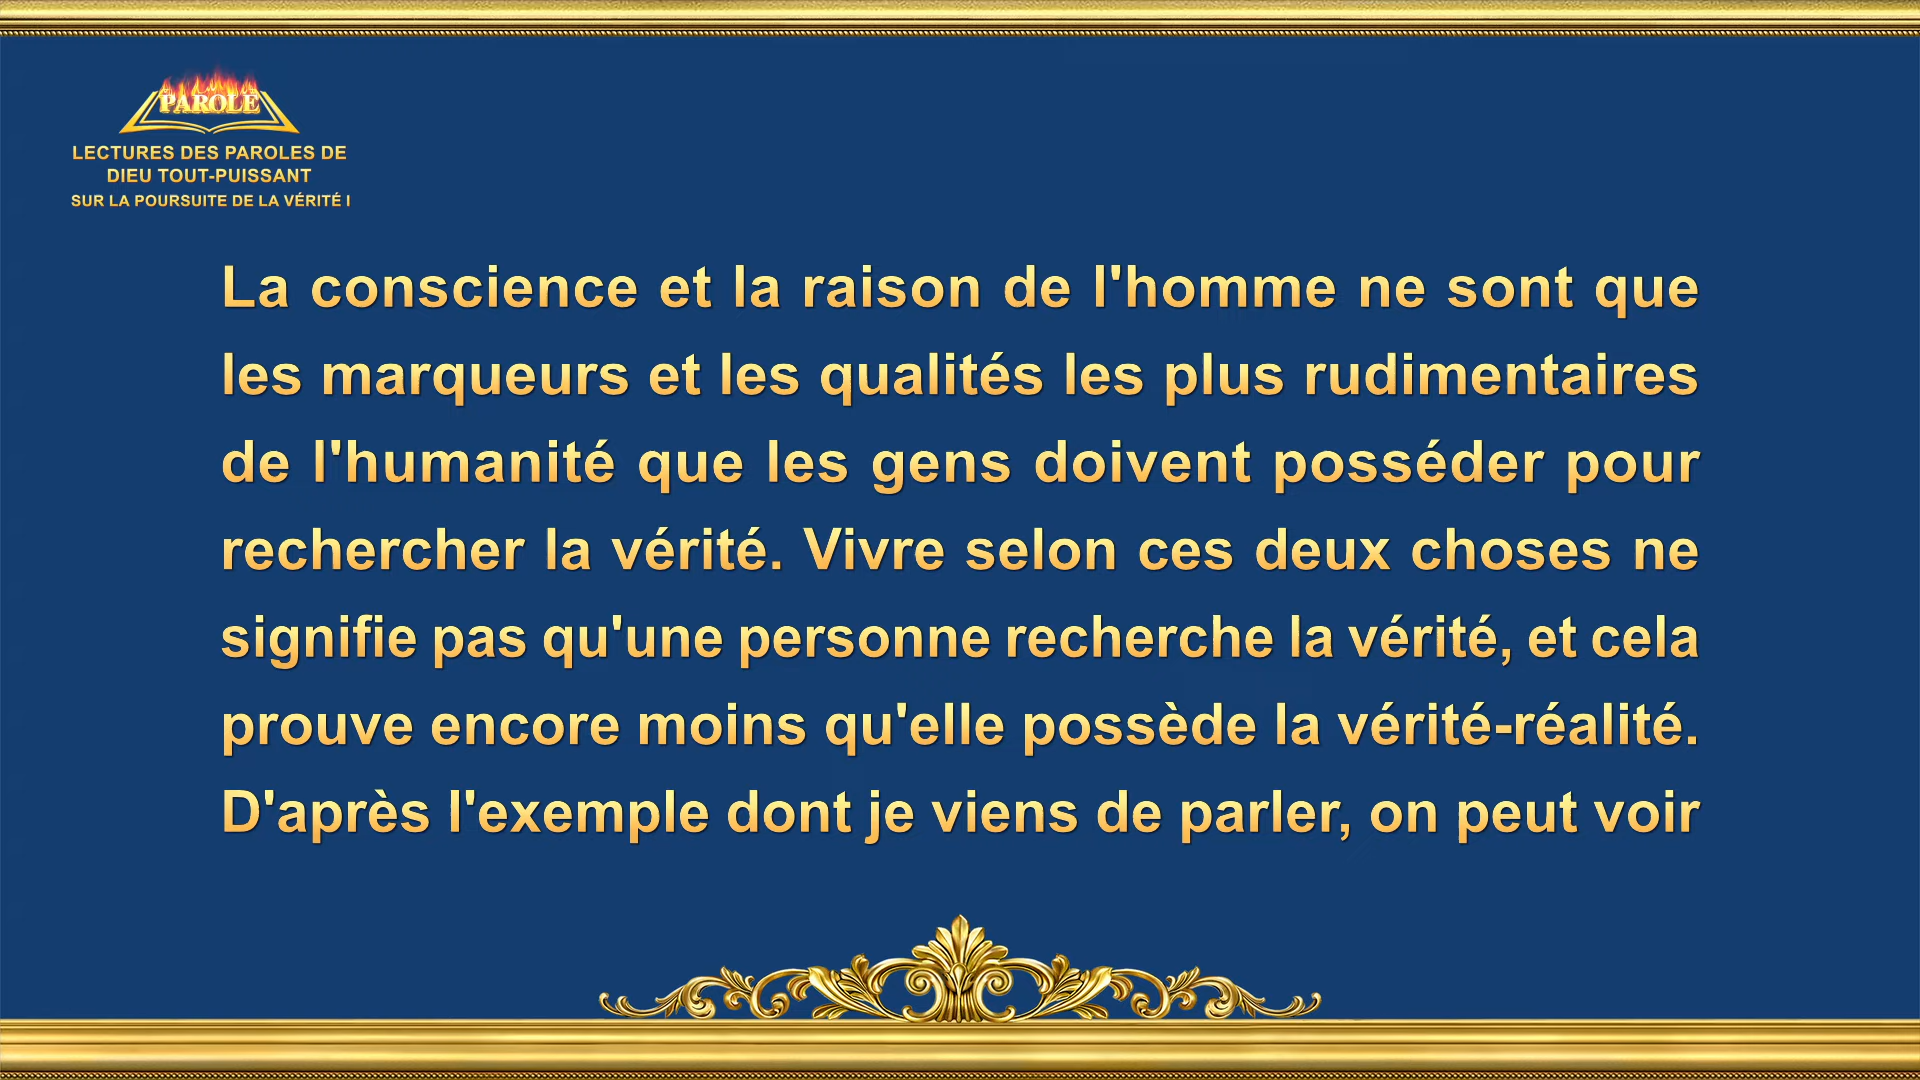 PAROLE
LECTURES DES PAROLES DE
DIEU TOUT-PUISSANT
SUR LA POURSUITE DE LA VÉRITÉ I
La conscience et la raison de l'homme ne sont que
les marqueurs et les qualités les plus rudimentaires
de l'humanité que les gens doivent posséder pour
rechercher la vérité. Vivre selon ces deux choses ne
signifie pas qu'une personne recherche la vérité, et cela
prouve encore moins qu'elle possède la vérité-réalité.
D'après l'exemple dont je viens de parler, on peut voir